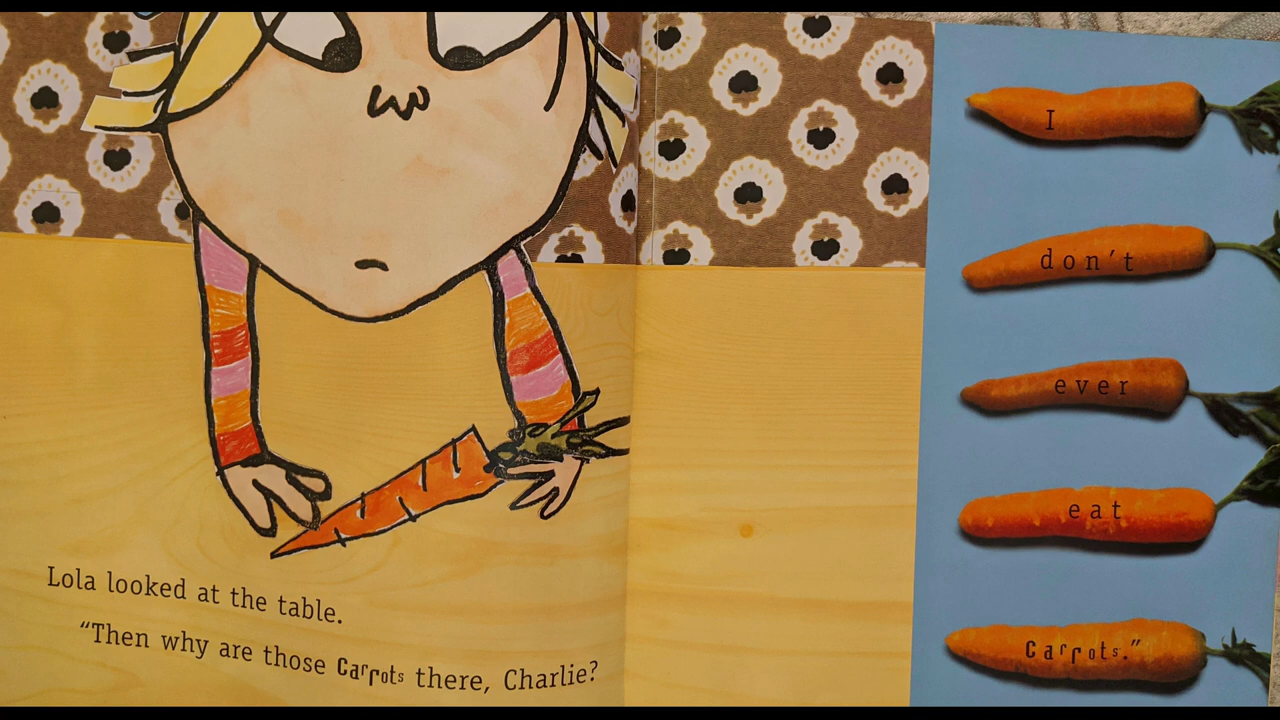 Lola looked at the table.
“Then why are those Carrots there, Charlie?
I
don’t
ever
eat
Carrots.”